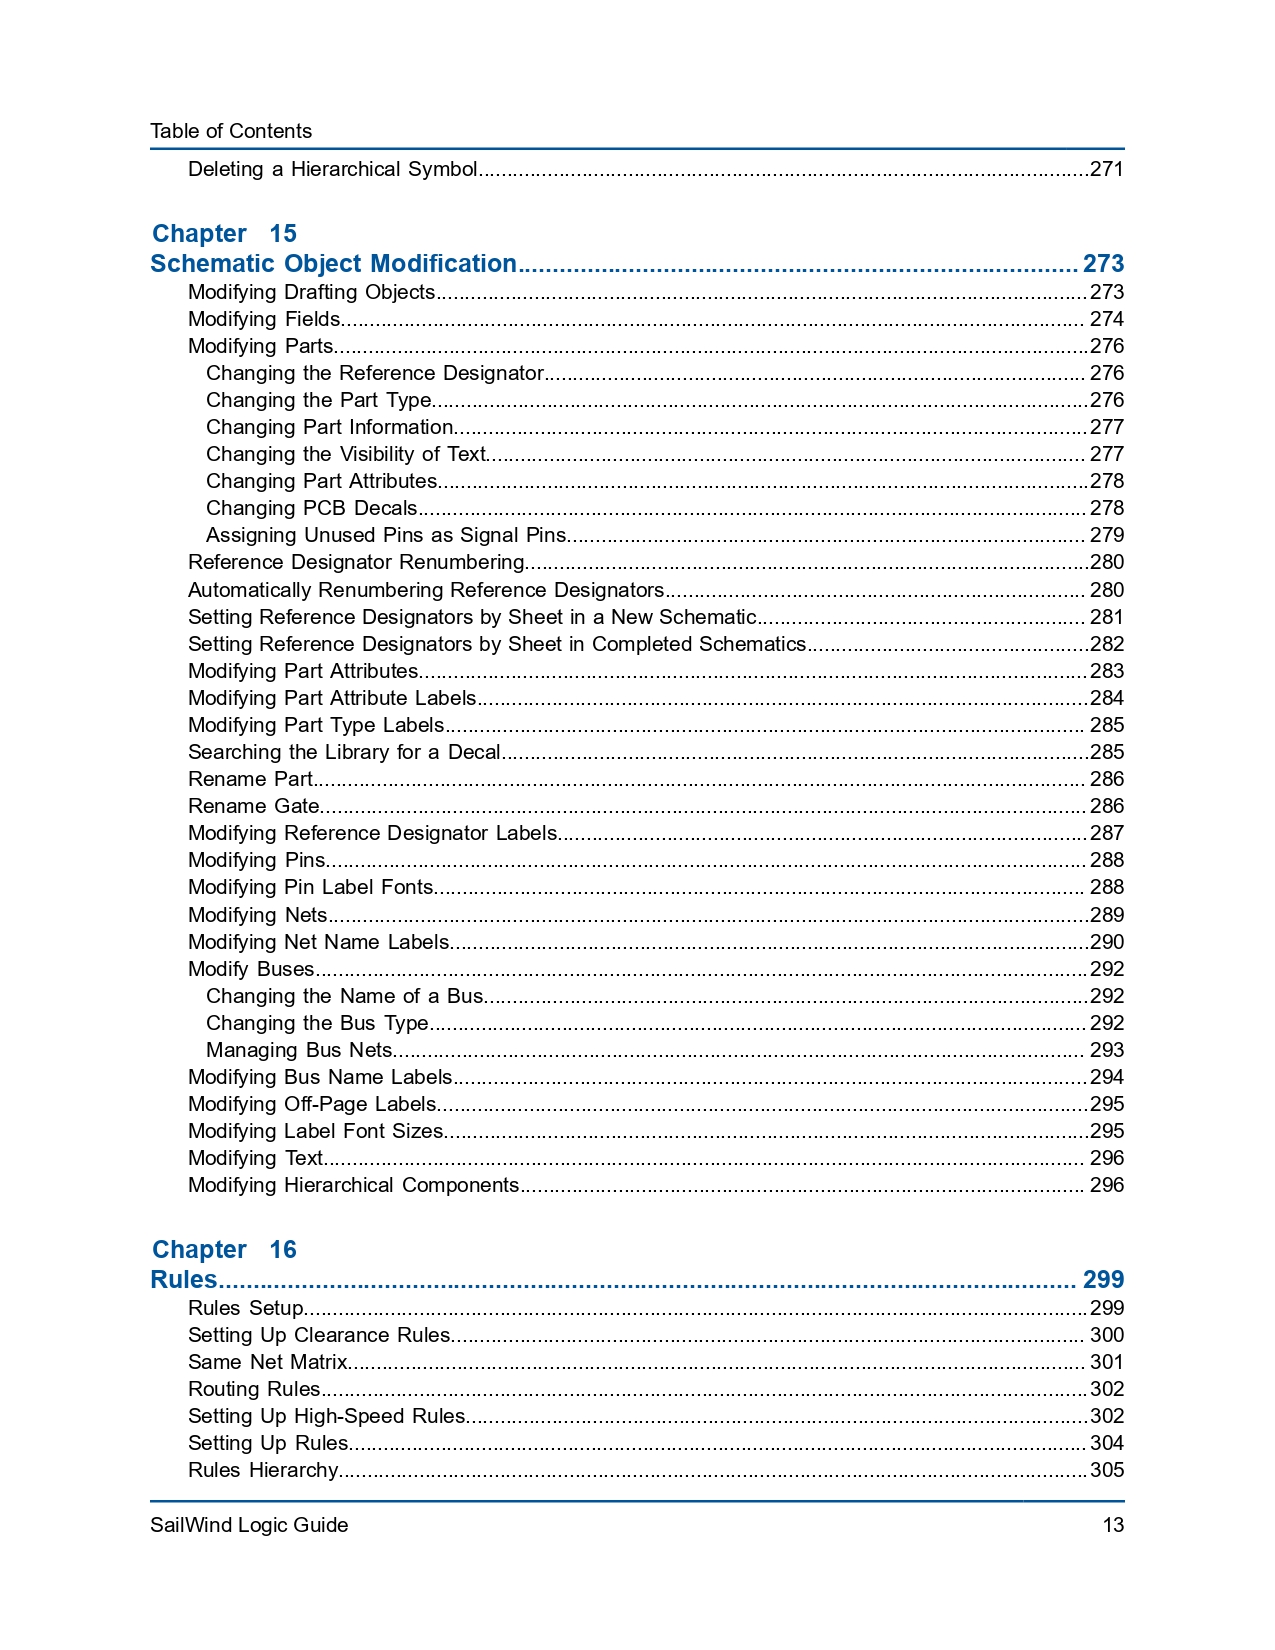 Table of Contents
Deleting a Hierarchical Symbol........................................................................................................271
Chapter 15
Schematic Object Modification................................................................................ 273
Modifying Drafting Objects................................................................................................................273
Modifying Fields................................................................................................................................ 274
Modifying Parts..................................................................................................................................276
Changing the Reference Designator............................................................................................. 276
Changing the Part Type.................................................................................................................276
Changing Part Information.............................................................................................................277
Changing the Visibility of Text....................................................................................................... 277
Changing Part Attributes................................................................................................................278
Changing PCB Decals................................................................................................................... 278
Assigning Unused Pins as Signal Pins......................................................................................... 279
Reference Designator Renumbering.................................................................................................280
Automatically Renumbering Reference Designators........................................................................ 280
Setting Reference Designators by Sheet in a New Schematic........................................................ 281
Setting Reference Designators by Sheet in Completed Schematics................................................282
Modifying Part Attributes................................................................................................................... 283
Modifying Part Attribute Labels.........................................................................................................284
Modifying Part Type Labels.............................................................................................................. 285
Searching the Library for a Decal.....................................................................................................285
Rename Part..................................................................................................................................... 286
Rename Gate.................................................................................................................................... 286
Modifying Reference Designator Labels........................................................................................... 287
Modifying Pins................................................................................................................................... 288
Modifying Pin Label Fonts................................................................................................................ 288
Modifying Nets...................................................................................................................................289
Modifying Net Name Labels..............................................................................................................290
Modify Buses.....................................................................................................................................292
Changing the Name of a Bus........................................................................................................292
Changing the Bus Type................................................................................................................. 292
Managing Bus Nets....................................................................................................................... 293
Modifying Bus Name Labels............................................................................................................. 294
Modifying Off-Page Labels................................................................................................................295
Modifying Label Font Sizes...............................................................................................................295
Modifying Text................................................................................................................................... 296
Modifying Hierarchical Components................................................................................................. 296
Chapter 16
Rules............................................................................................................................ 299
Rules Setup.......................................................................................................................................299
Setting Up Clearance Rules............................................................................................................. 300
Same Net Matrix............................................................................................................................... 301
Routing Rules....................................................................................................................................302
Setting Up High-Speed Rules...........................................................................................................302
Setting Up Rules............................................................................................................................... 304
Rules Hierarchy.................................................................................................................................305
SailWind Logic Guide 13